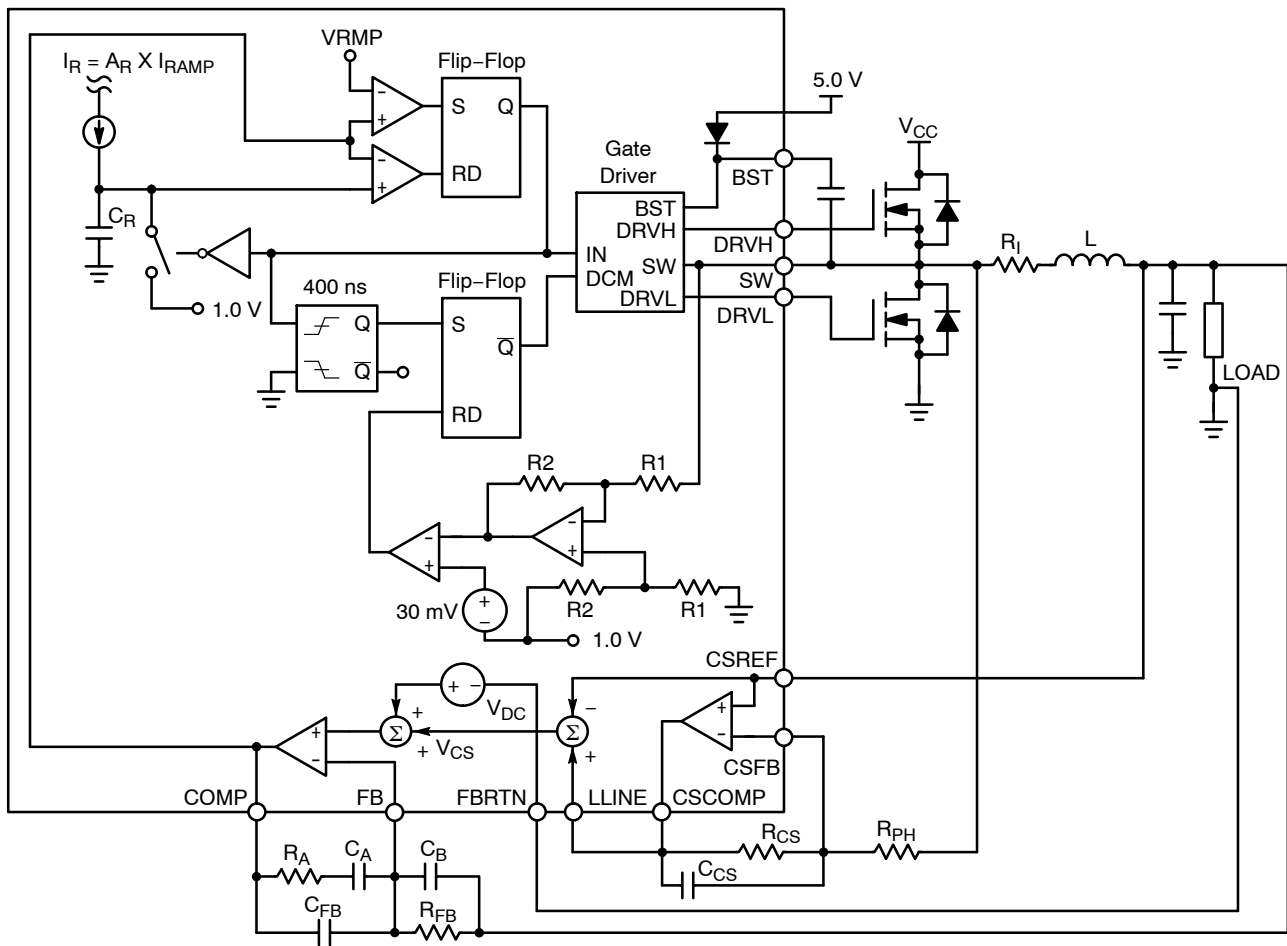 VRMP
I_R = A_R X I_RAMP
Flip−Flop
5.0 V
S Q
V_CC
RD
Gate
Driver
BST
C_R
BST
DRVH
DRVH
R_I
L
IN
SW
DCM
SW
400 ns
Flip−Flop
DRVL
DRVL
1.0 V
Q
S
Q
Q
LOAD
RD
R2
R1
-
+
-
+
30 mV
+
−
R2
R1
1.0 V
CSREF
+ -
V_DC
−
+
-
+
Σ
+
V_CS
Σ
+
CSFB
+
-
COMP
FB
FBRTN
LLINE
CSCOMP
R_CS
R_PH
R_A
C_A
C_B
C_CS
C_FB
R_FB
-
+
-
+